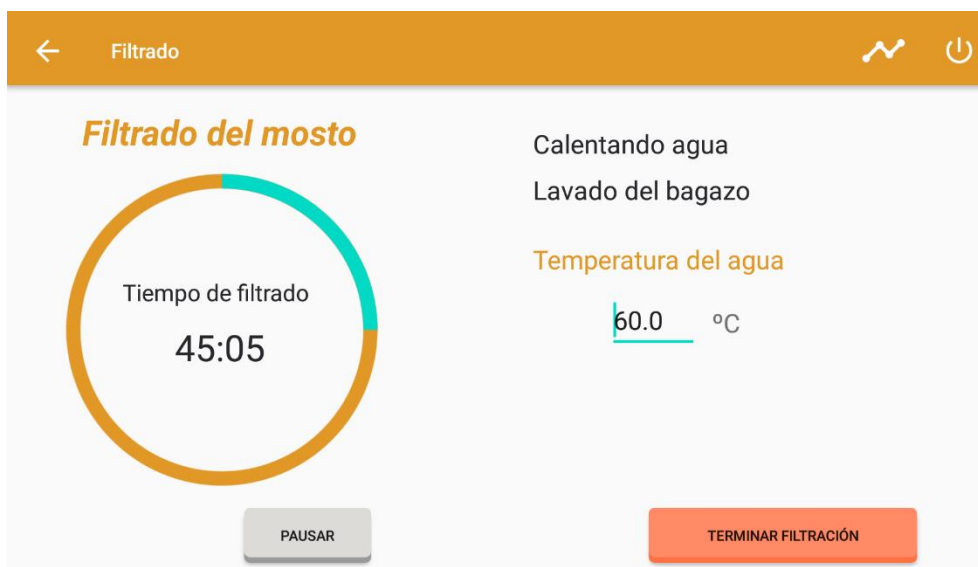 Filtrado
Filtrado del mosto
Tiempo de filtrado
45:05
PAUSAR
Calentando agua
Lavado del bagazo
Temperatura del agua
60.0 ºC
TERMINAR FILTRACIÓN